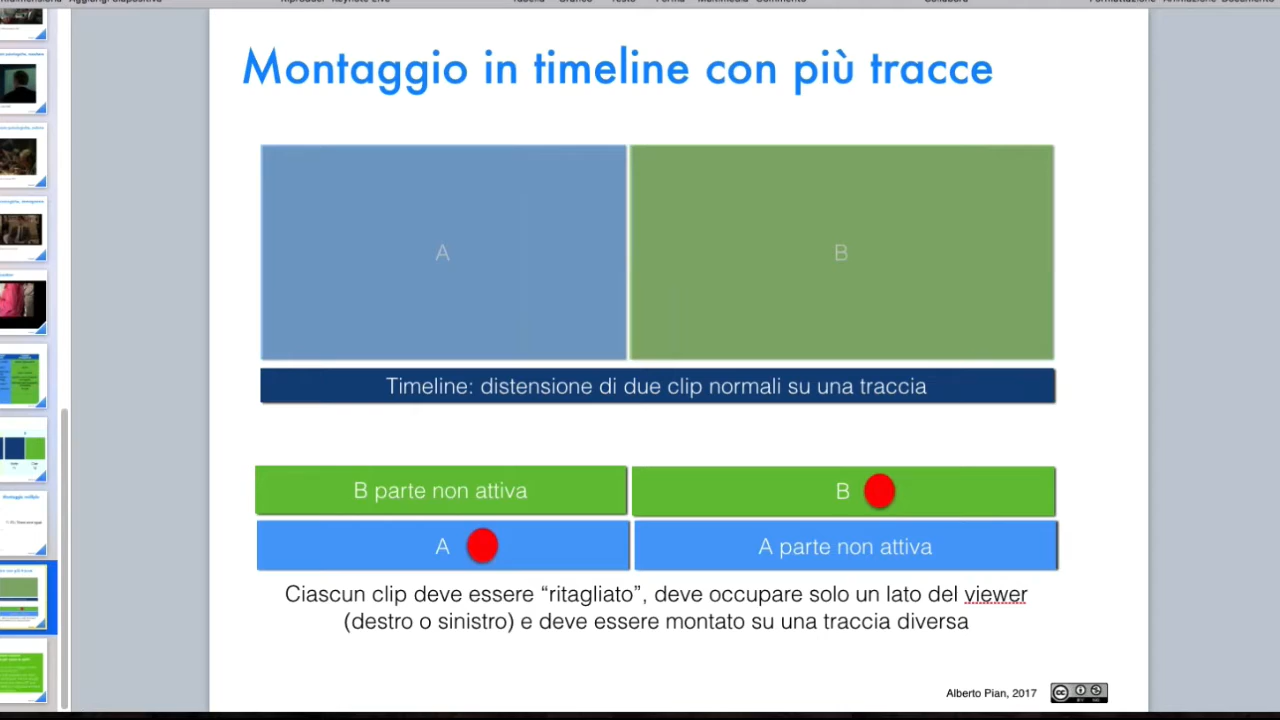 Montaggio in timeline con più tracce
A
B
Timeline: distensione di due clip normali su una traccia
B parte non attiva
B
A
A parte non attiva
Ciascun clip deve essere “ritagliato”, deve occupare solo un lato del viewer
(destro o sinistro) e deve essere montato su una traccia diversa
Alberto Pian, 2017